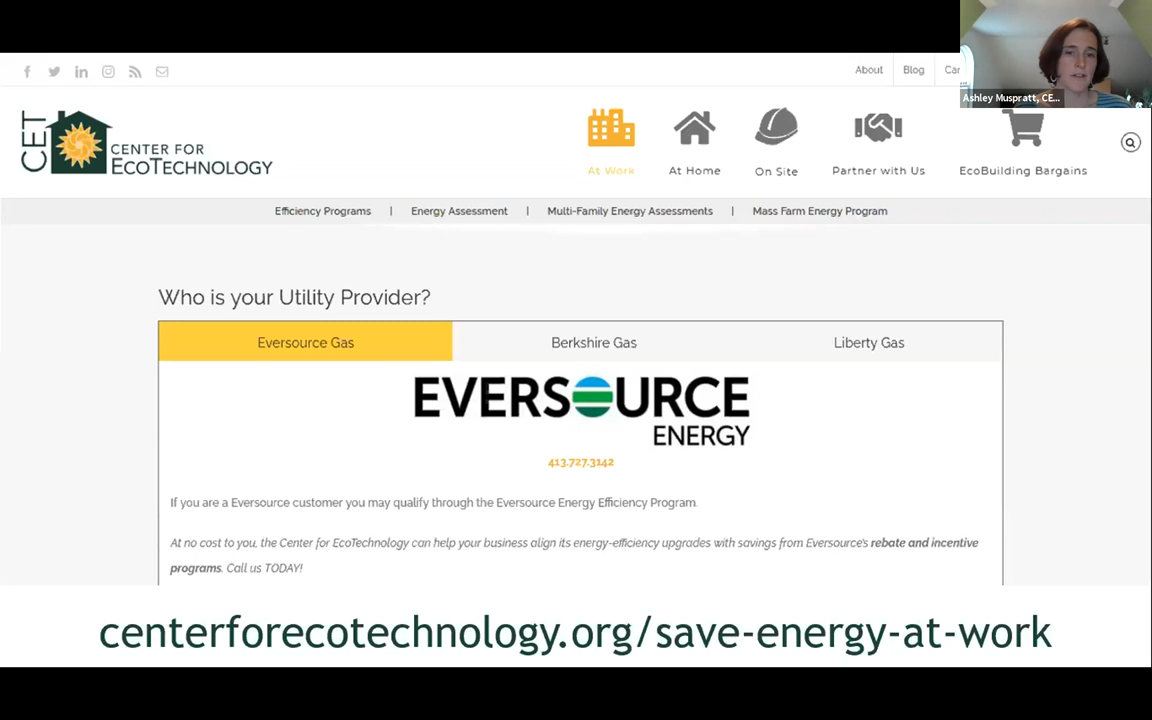 About
Blog
Car
Ashley Muspratt, CE...
CET
CENTER FOR
ECOTECHNOLOGY
At Work
At Home
On Site
Partner with Us
EcoBuilding Bargains
Efficiency Programs | Energy Assessment | Multi-Family Energy Assessments | Mass Farm Energy Program
Who is your Utility Provider?
Eversource Gas
Berkshire Gas
Liberty Gas
EVERSOURCE
ENERGY
413.727.3142
If you are a Eversource customer you may qualify through the Eversource Energy Efficiency Program.
At no cost to you, the Center for EcoTechnology can help your business align its energy-efficiency upgrades with savings from Eversource's rebate and incentive
programs. Call us TODAY!
centerforecotechnology.org/save-energy-at-work